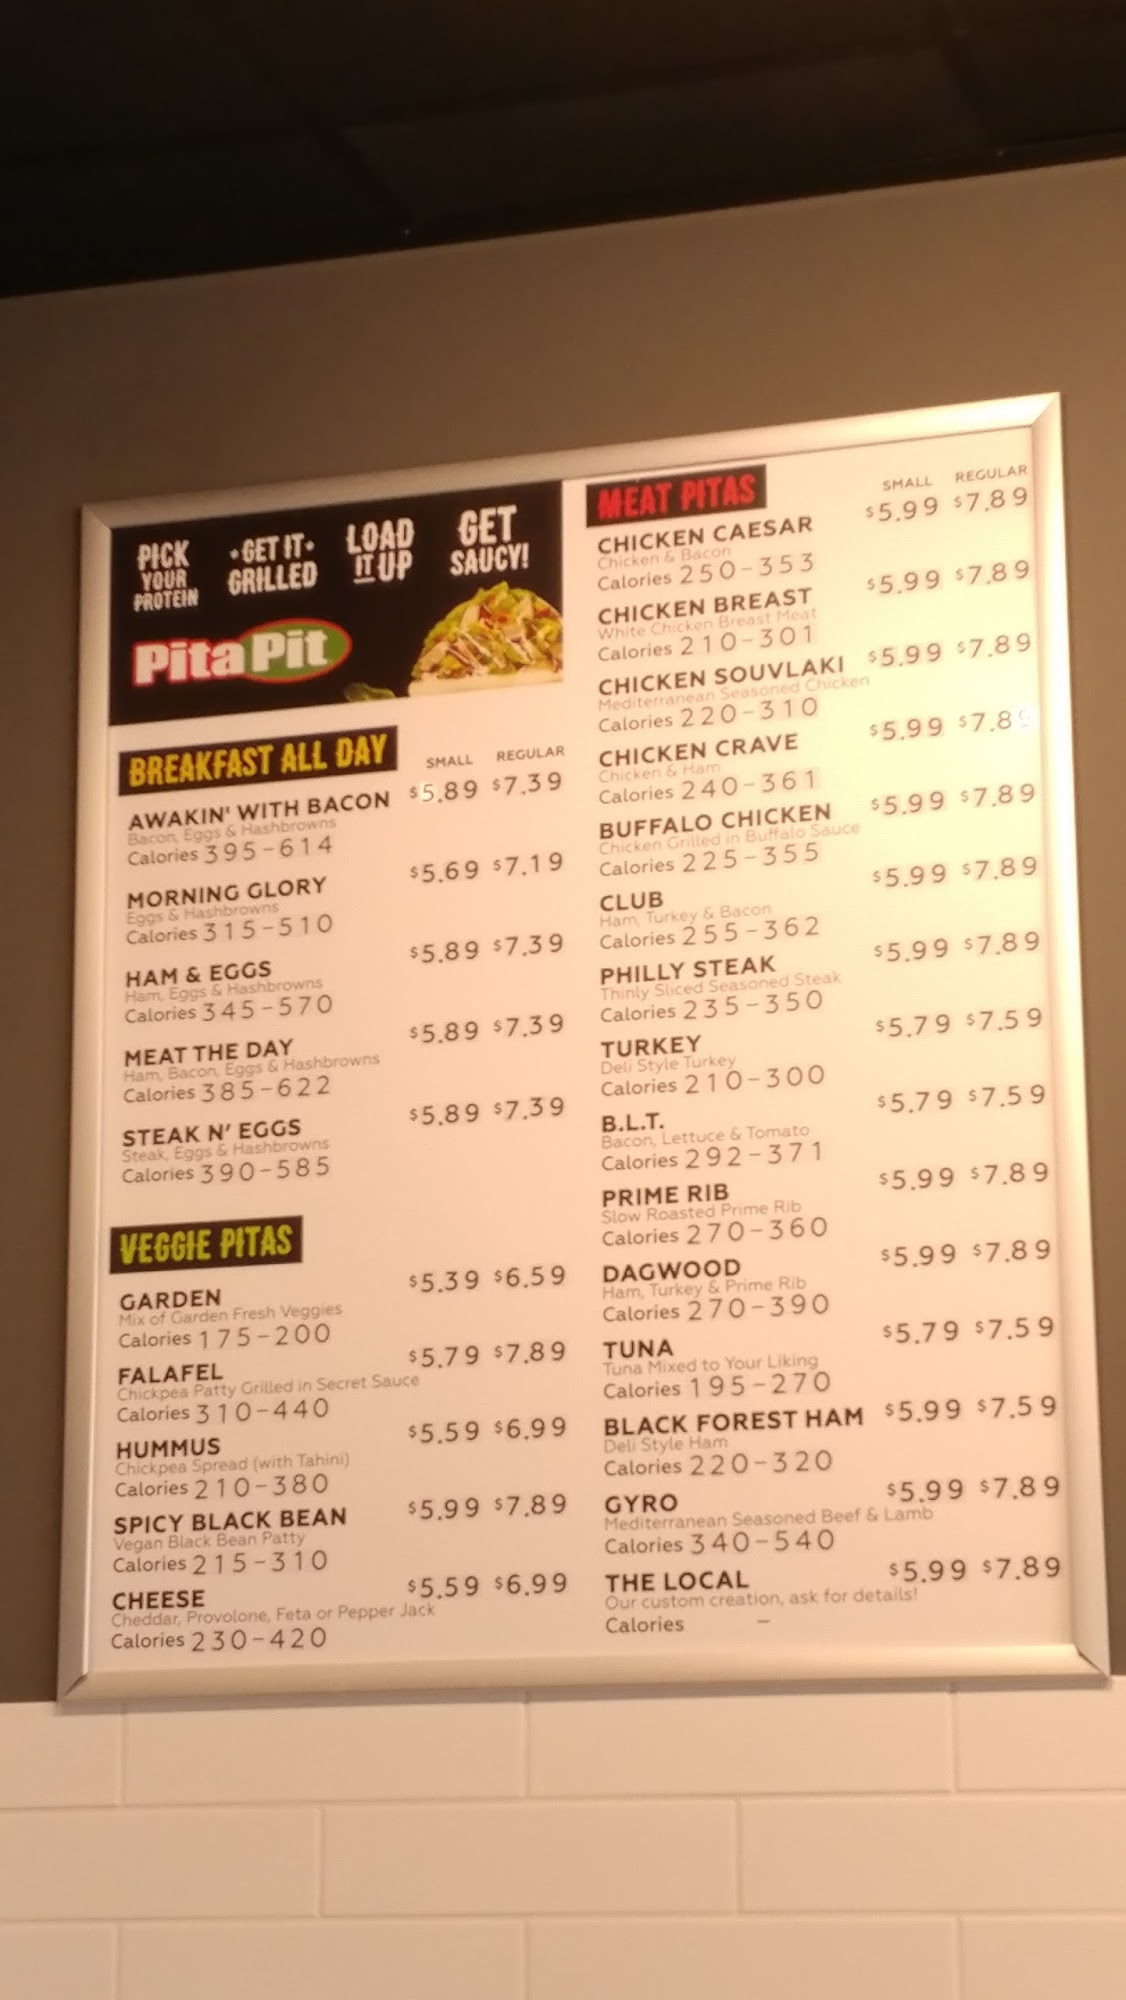 PICK
YOUR
PROTEIN
•GET IT•
GRILLED
LOAD
IT UP
GET
SAUCY!
PitaPit
BREAKFAST ALL DAY SMALL REGULAR
AWAKIN' WITH BACON $5.89 $7.39
Bacon, Eggs & Hashbrowns
Calories 395-614
MORNING GLORY $5.69 $7.19
Eggs & Hashbrowns
Calories 315-510
HAM & EGGS $5.89 $7.39
Ham, Eggs & Hashbrowns
Calories 345-570
MEAT THE DAY $5.89 $7.39
Ham, Bacon, Eggs & Hashbrowns
Calories 385-622
STEAK N' EGGS $5.89 $7.39
Steak, Eggs & Hashbrowns
Calories 390-585
VEGGIE PITAS
GARDEN $5.39 $6.59
Mix of Garden Fresh Veggies
Calories 175-200
FALAFEL $5.79 $7.89
Chickpea Patty Grilled in Secret Sauce
Calories 310-440
HUMMUS $5.59 $6.99
Chickpea Spread (with Tahini)
Calories 210-380
SPICY BLACK BEAN $5.99 $7.89
Vegan Black Bean Patty
Calories 215-310
CHEESE $5.59 $6.99
Cheddar, Provolone, Feta or Pepper Jack
Calories 230-420
MEAT PITAS SMALL REGULAR
CHICKEN CAESAR $5.99 $7.89
Chicken & Bacon
Calories 250-353
CHICKEN BREAST $5.99 $7.89
White Chicken Breast Meat
Calories 210-301
CHICKEN SOUVLAKI $5.99 $7.89
Mediterranean Seasoned Chicken
Calories 220-310
CHICKEN CRAVE $5.99 $7.89
Chicken & Ham
Calories 240-361
BUFFALO CHICKEN $5.99 $7.89
Chicken Grilled in Buffalo Sauce
Calories 225-355
CLUB $5.99 $7.89
Ham, Turkey & Bacon
Calories 255-362
PHILLY STEAK $5.99 $7.89
Thinly Sliced Seasoned Steak
Calories 235-350
TURKEY $5.79 $7.59
Deli Style Turkey
Calories 210-300
B.L.T. $5.79 $7.59
Bacon, Lettuce & Tomato
Calories 292-371
PRIME RIB $5.99 $7.89
Slow Roasted Prime Rib
Calories 270-360
DAGWOOD $5.99 $7.89
Ham, Turkey & Prime Rib
Calories 270-390
TUNA $5.79 $7.59
Tuna Mixed to Your Liking
Calories 195-270
BLACK FOREST HAM $5.99 $7.59
Deli Style Ham
Calories 220-320
GYRO $5.99 $7.89
Mediterranean Seasoned Beef & Lamb
Calories 340-540
THE LOCAL $5.99 $7.89
Our custom creation, ask for details!
Calories -